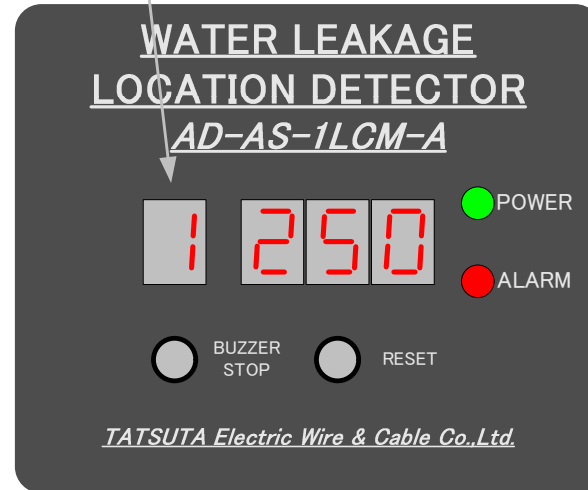 WATER LEAKAGE
LOCATION DETECTOR
AD-AS-1LCM-A
1 250
POWER
ALARM
BUZZER
STOP
RESET
TATSUTA Electric Wire & Cable Co.,Ltd.